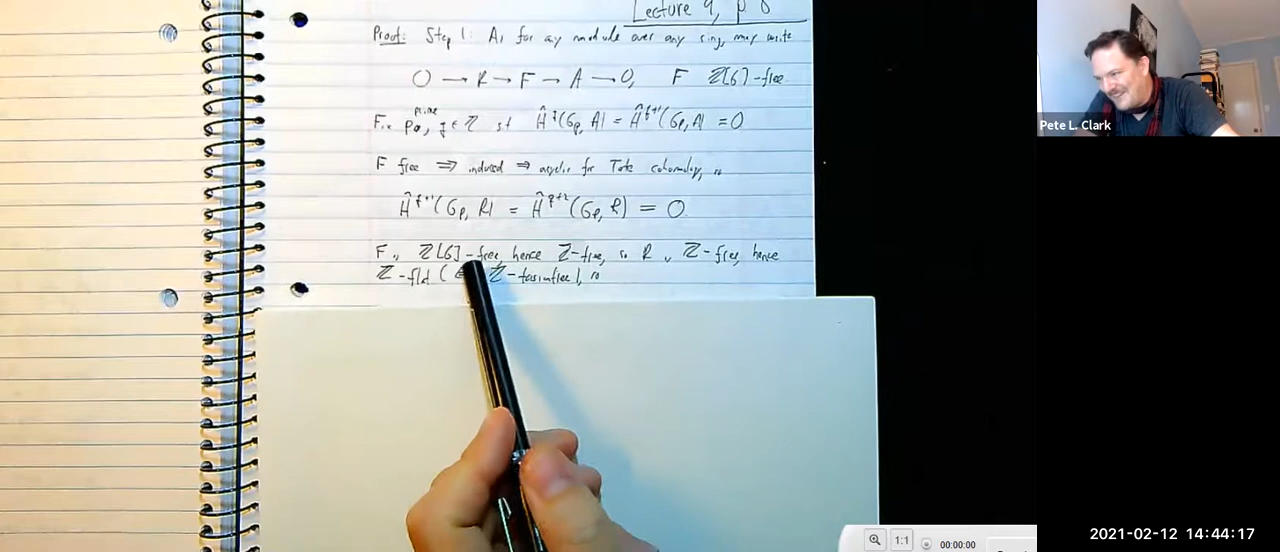 Lecture 9, p 8
Proof: Step 1: As for any module over any ring, may write
0 → R → F → A → 0, F Z[G]-free
Fix prime p, q ∈ Z st Ĥ^q(G_p, A) = Ĥ^{q+1}(G_p, A) = 0
F free ⇒ induced ⇒ acyclic for Tate cohomology, so
Ĥ^{q+1}(G_p, R) = Ĥ^{q+2}(G_p, R) = 0
F is Z[G]-free, hence Z-free, so R is Z-free, hence
Z-flat ( Z-torsionfree), so
Pete L. Clark
1:1
00:00:00
2021-02-12 14:44:17